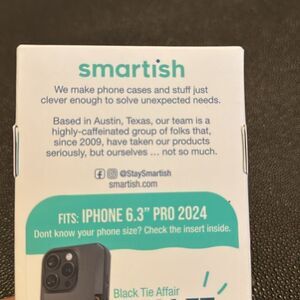 smartish
We make phone cases and stuff just
clever enough to solve unexpected needs.
Based in Austin, Texas, our team is a
highly-caffeinated group of folks that,
since 2009, have taken our products
seriously, but ourselves ... not so much.
@StaySmartish
smartish.com
FITS: IPHONE 6.3" PRO 2024
Dont know your phone size? Check the insert inside.
Black Tie Affair